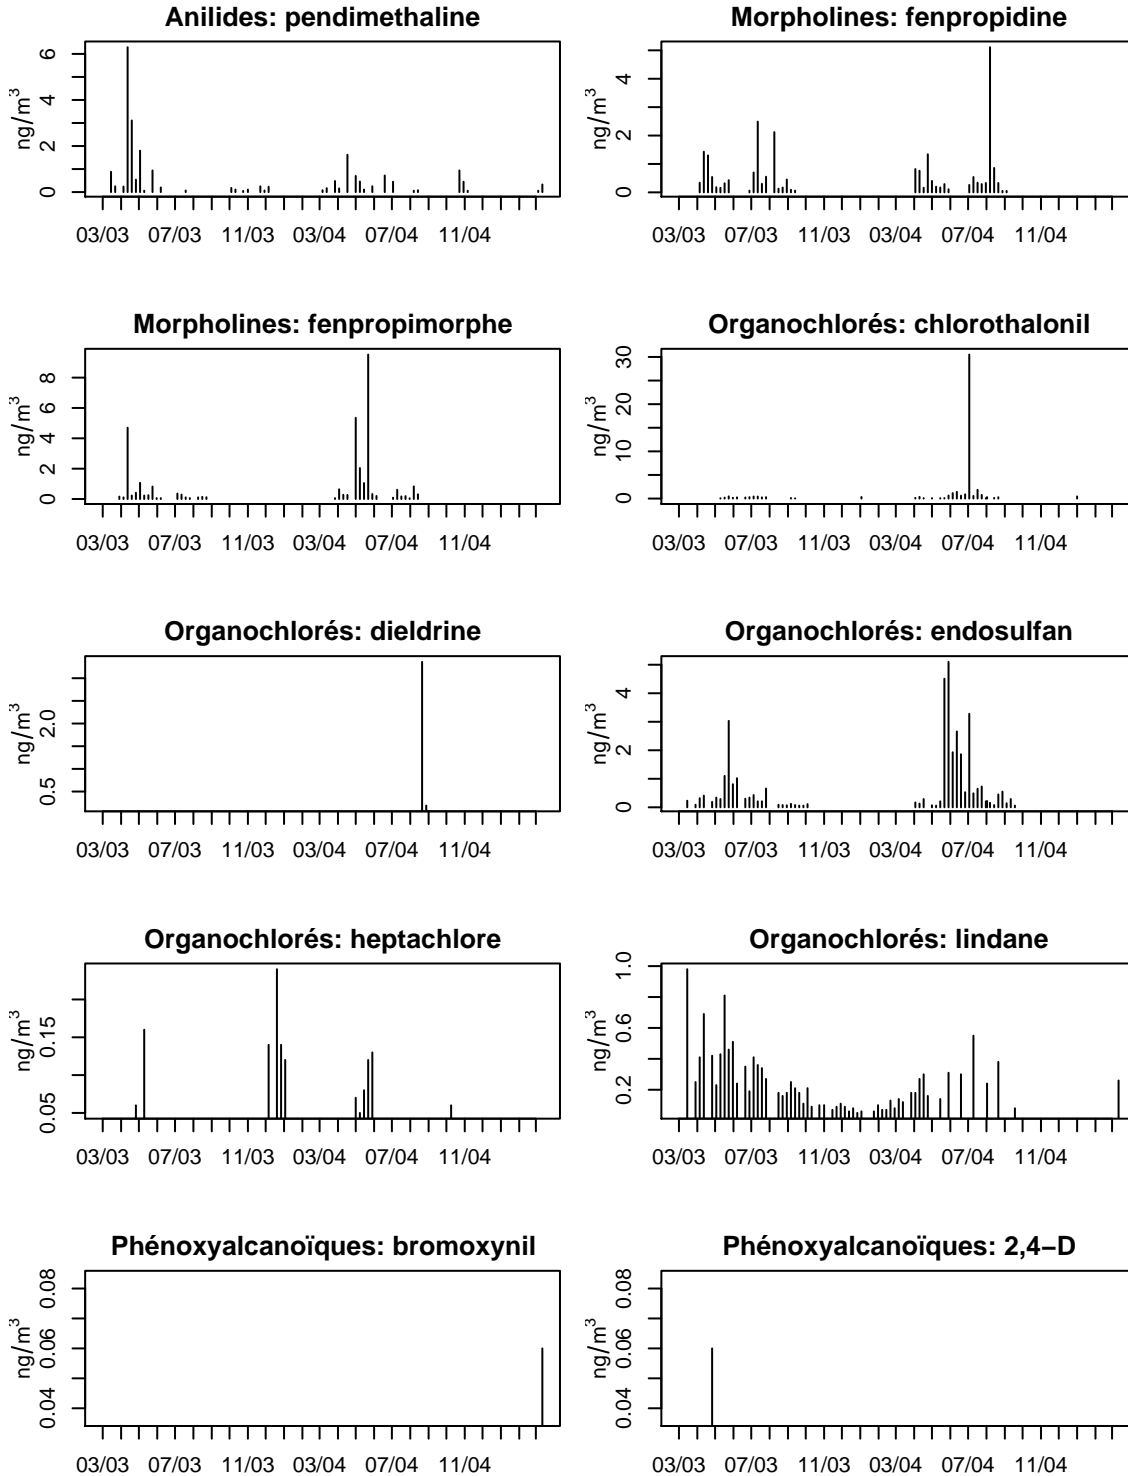 Anilides: pendimethaline
ng/m³
0 2 4 6
03/03 07/03 11/03 03/04 07/04 11/04
Morpholines: fenpropidine
ng/m³
0 2 4
03/03 07/03 11/03 03/04 07/04 11/04
Morpholines: fenpropimorphe
ng/m³
0 2 4 6 8
03/03 07/03 11/03 03/04 07/04 11/04
Organochlorés: chlorothalonil
ng/m³
0 10 20 30
03/03 07/03 11/03 03/04 07/04 11/04
Organochlorés: dieldrine
ng/m³
0.5 2.0
03/03 07/03 11/03 03/04 07/04 11/04
Organochlorés: endosulfan
ng/m³
0 2 4
03/03 07/03 11/03 03/04 07/04 11/04
Organochlorés: heptachlore
ng/m³
0.05 0.15
03/03 07/03 11/03 03/04 07/04 11/04
Organochlorés: lindane
ng/m³
0.2 0.6 1.0
03/03 07/03 11/03 03/04 07/04 11/04
Phénoxyalcanoïques: bromoxynil
ng/m³
0.04 0.06 0.08
03/03 07/03 11/03 03/04 07/04 11/04
Phénoxyalcanoïques: 2,4−D
ng/m³
0.04 0.06 0.08
03/03 07/03 11/03 03/04 07/04 11/04